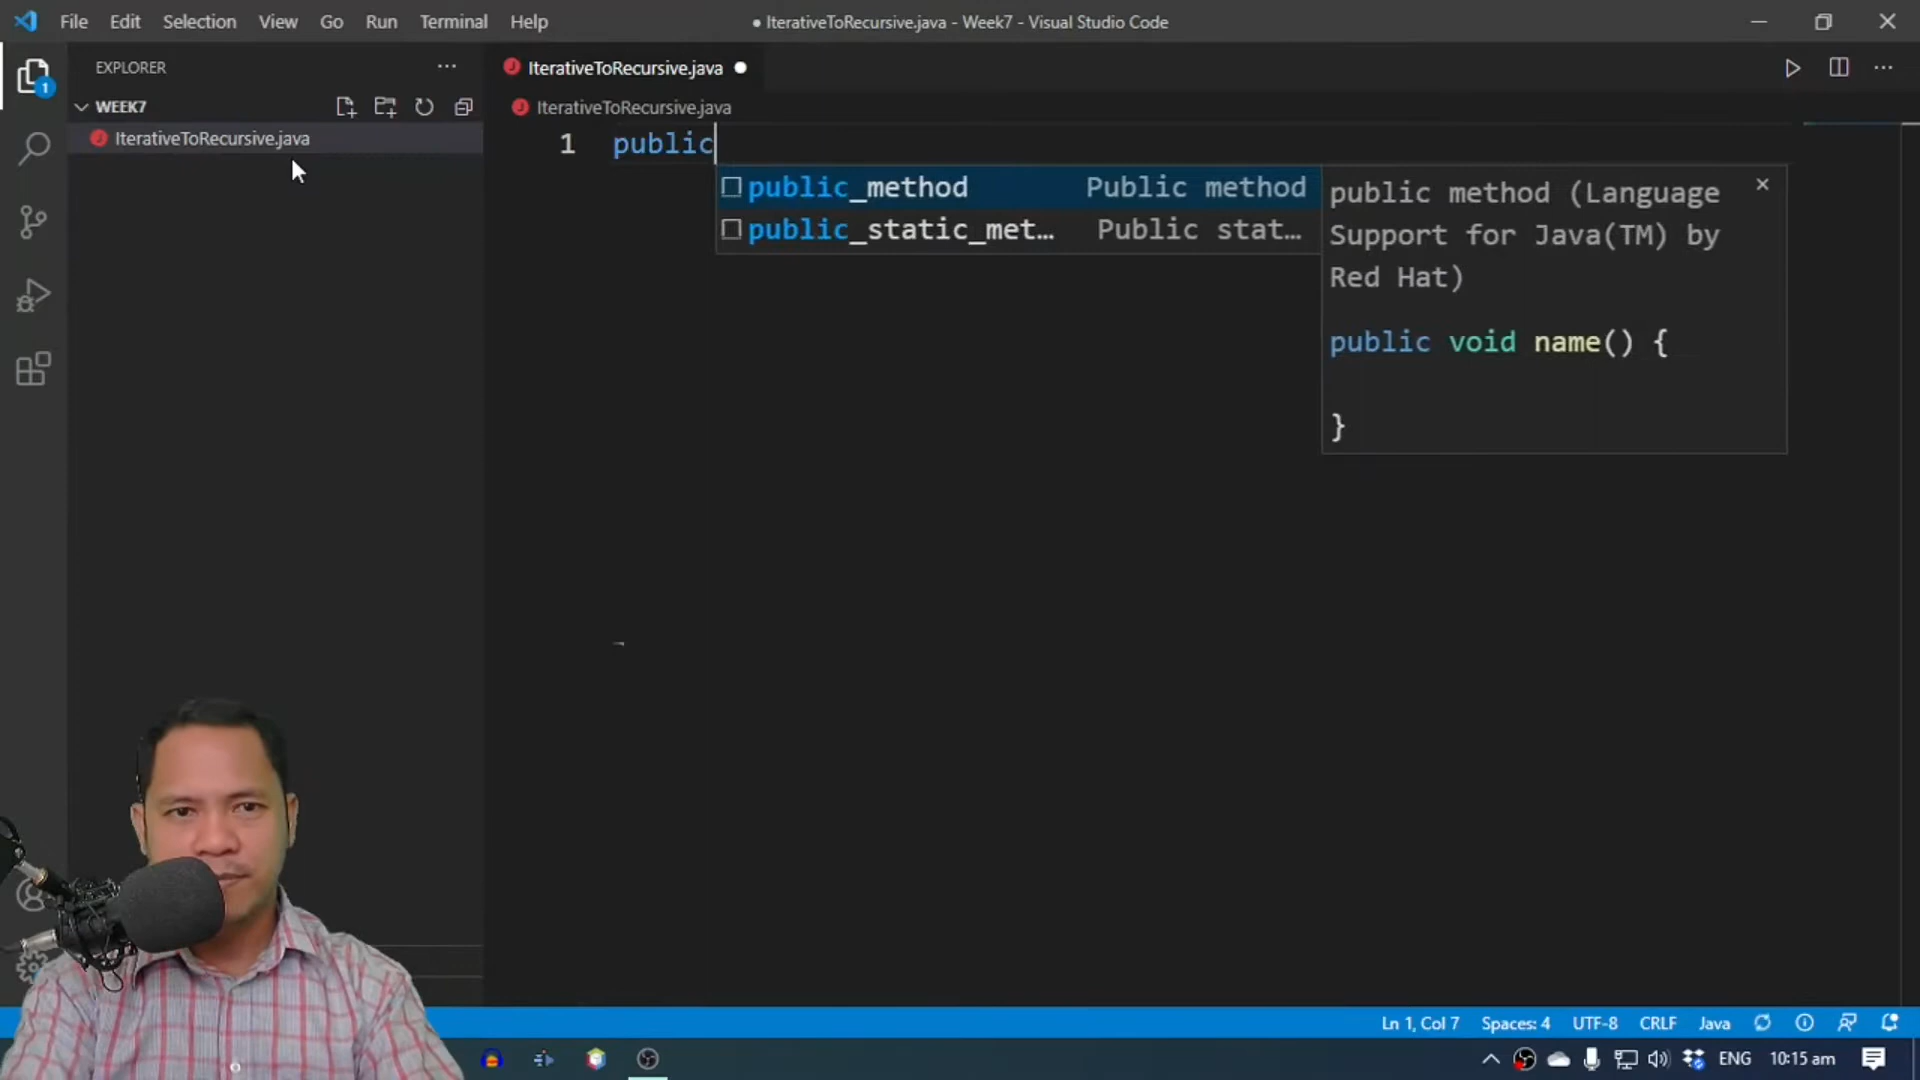 File Edit Selection View Go Run Terminal Help
● IterativeToRecursive.java - Week7 - Visual Studio Code
EXPLORER
IterativeToRecursive.java
WEEK7
IterativeToRecursive.java
IterativeToRecursive.java
1 public
public_method Public method
public_static_met… Public stat…
public method (Language
Support for Java(TM) by
Red Hat)
public void name() {
}
1
Ln 1, Col 7 Spaces: 4 UTF-8 CRLF Java
ENG 10:15 am